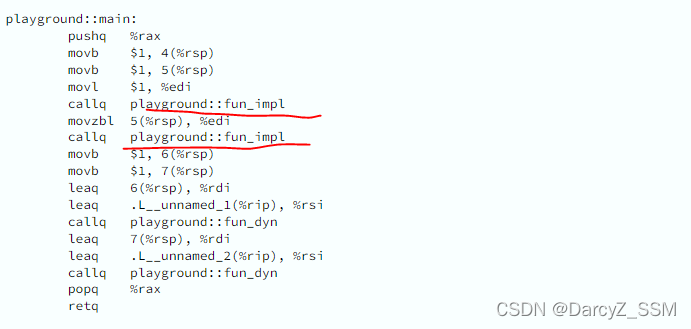 playground::main:
pushq %rax
movb $1, 4(%rsp)
movb $1, 5(%rsp)
movl $1, %edi
callq playground::fun_impl
movzbl 5(%rsp), %edi
callq playground::fun_impl
movb $1, 6(%rsp)
movb $1, 7(%rsp)
leaq 6(%rsp), %rdi
leaq .L__unnamed_1(%rip), %rsi
callq playground::fun_dyn
leaq 7(%rsp), %rdi
leaq .L__unnamed_2(%rip), %rsi
callq playground::fun_dyn
popq %rax
retq
CSDN @DarcyZ_SSM